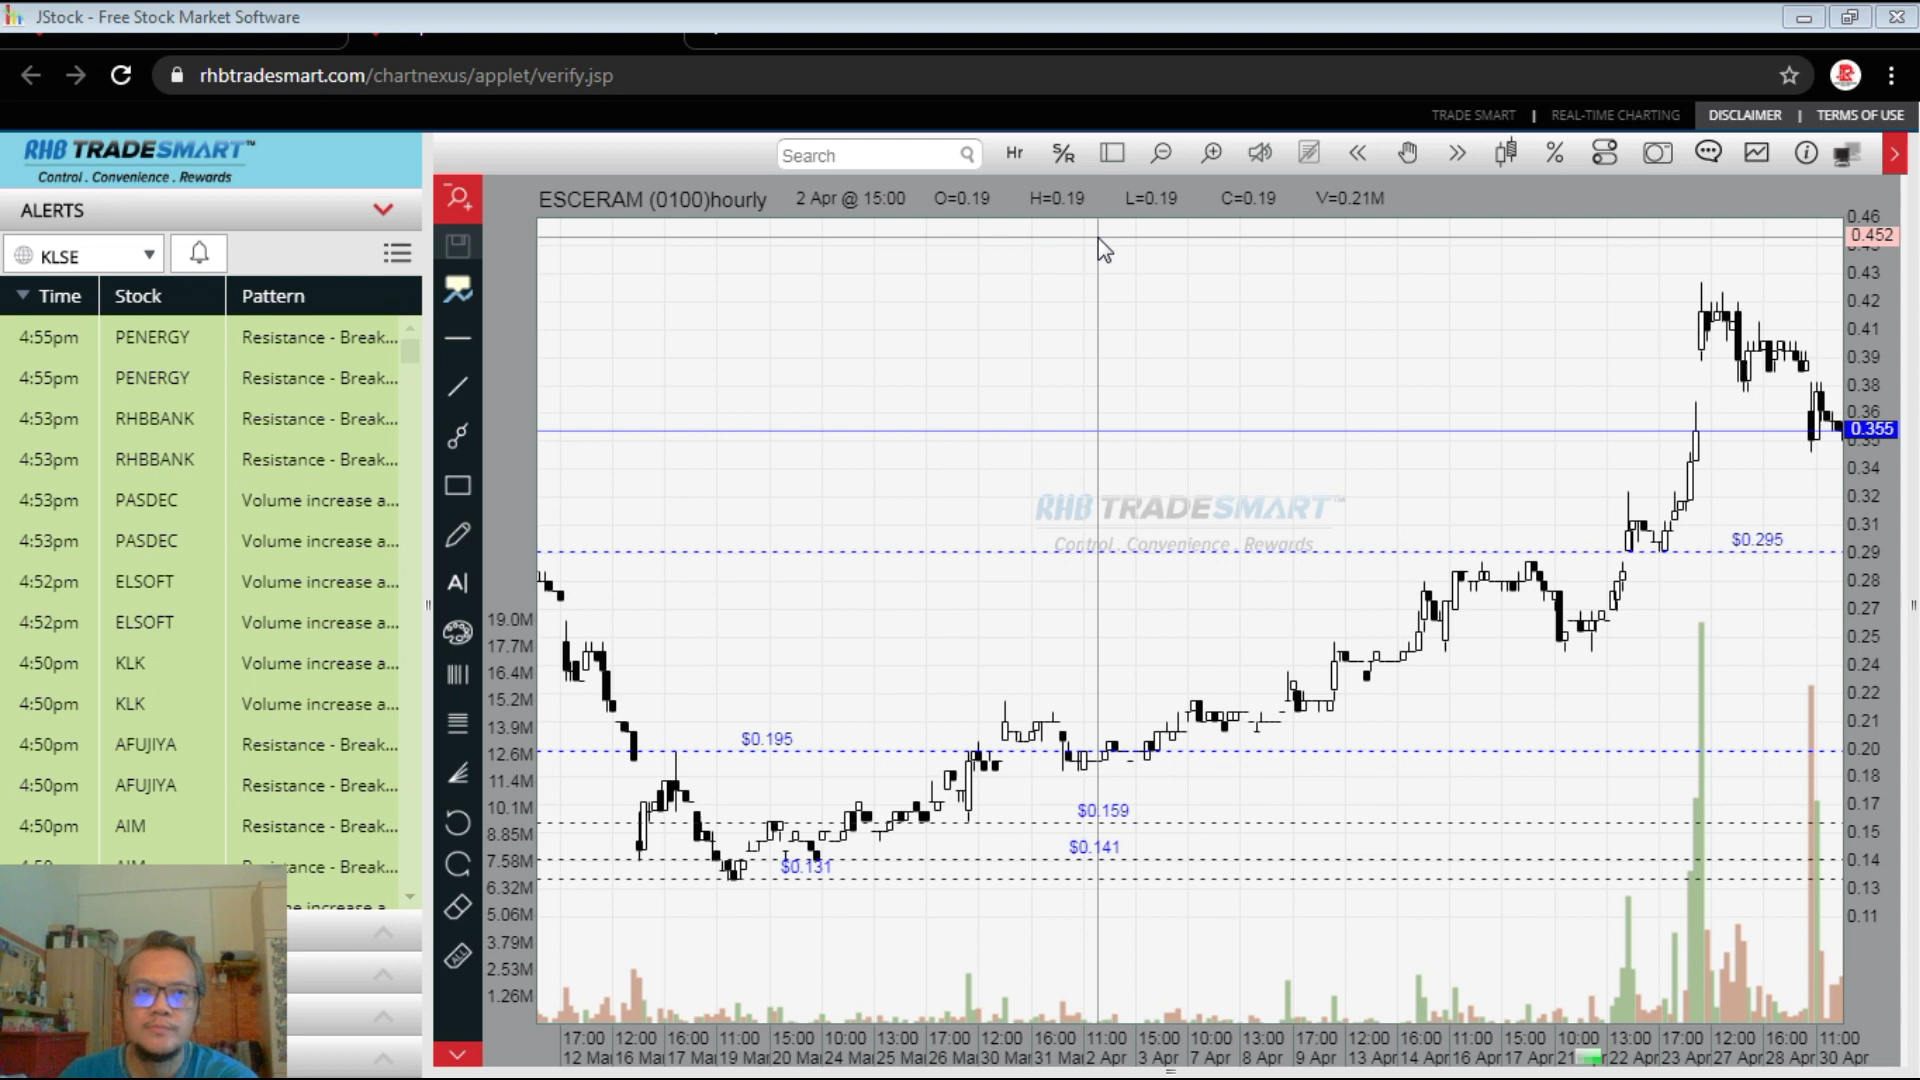 JStock - Free Stock Market Software
rhbtradesmart.com/chartnexus/applet/verify.jsp
TRADE SMART | REAL-TIME CHARTING DISCLAIMER | TERMS OF USE
RHB TRADESMART™
Control . Convenience . Rewards
Search
Hr
S/R
ALERTS
KLSE
Time Stock Pattern
4:55pm PENERGY Resistance - Break...
4:55pm PENERGY Resistance - Break...
4:53pm RHBBANK Resistance - Break...
4:53pm RHBBANK Resistance - Break...
4:53pm PASDEC Volume increase a...
4:53pm PASDEC Volume increase a...
4:52pm ELSOFT Volume increase a...
4:52pm ELSOFT Volume increase a...
4:50pm KLK Volume increase a...
4:50pm KLK Volume increase a...
4:50pm AFUJIYA Resistance - Break...
4:50pm AFUJIYA Resistance - Break...
4:50pm AIM Resistance - Break...
A|
ALL
ESCERAM (0100)hourly 2 Apr @ 15:00 O=0.19 H=0.19 L=0.19 C=0.19 V=0.21M
0.46
0.452
0.43
0.42
0.41
0.39
0.38
0.36
0.355
0.34
0.32
0.31
0.29
0.28
0.27
0.25
0.24
0.22
0.21
0.20
0.18
0.17
0.15
0.14
0.13
0.11
RHB TRADESMART™
Control . Convenience . Rewards
$0.295
$0.195
$0.159
$0.141
$0.131
19.0M
17.7M
16.4M
15.2M
13.9M
12.6M
11.4M
10.1M
8.85M
7.58M
6.32M
5.06M
3.79M
2.53M
1.26M
17:00 12:00 16:00 11:00 15:00 10:00 13:00 17:00 12:00 16:00 11:00 15:00 10:00 13:00 17:00 12:00 16:00 11:00 15:00 10:00 13:00 17:00 12:00 16:00 11:00
12 Mar 16 Mar 17 Mar 19 Mar 20 Mar 24 Mar 25 Mar 26 Mar 30 Mar 31 Mar 2 Apr 3 Apr 7 Apr 8 Apr 9 Apr 13 Apr 14 Apr 16 Apr 17 Apr 21 22 Apr 23 Apr 27 Apr 28 Apr 30 Apr